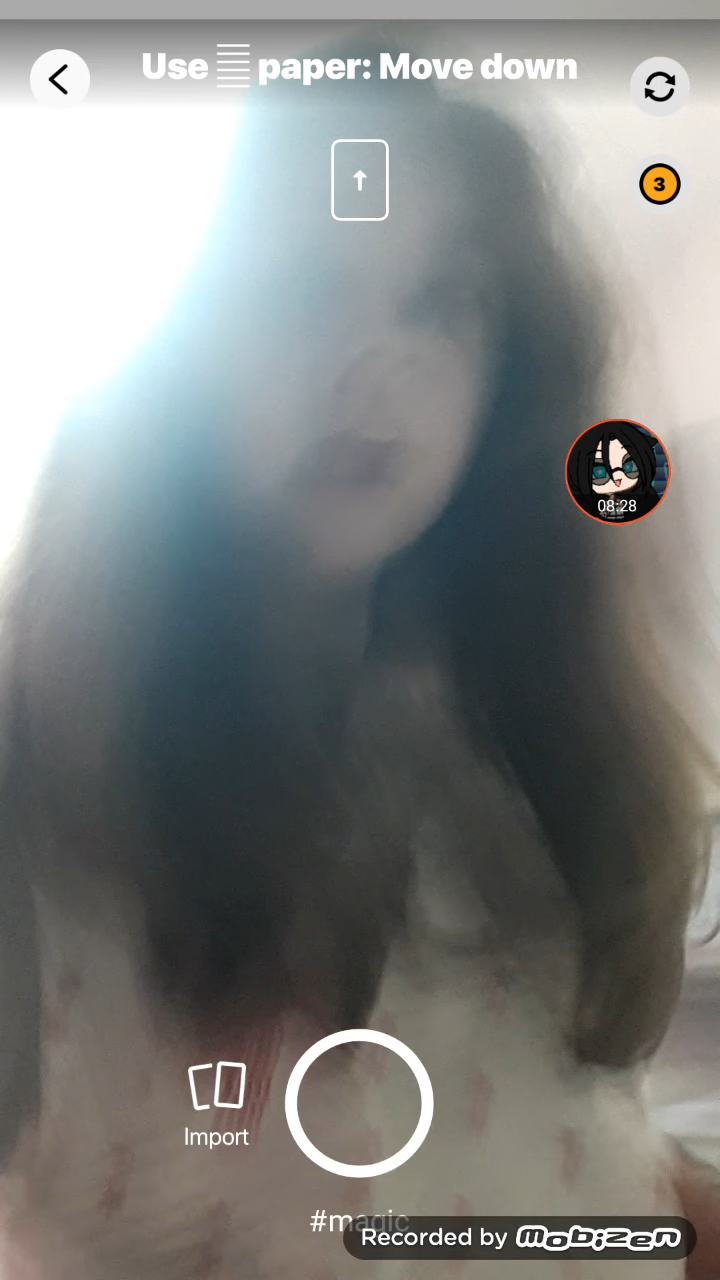 Use paper: Move down
3
08:28
Import
#magic
Recorded by mobizen